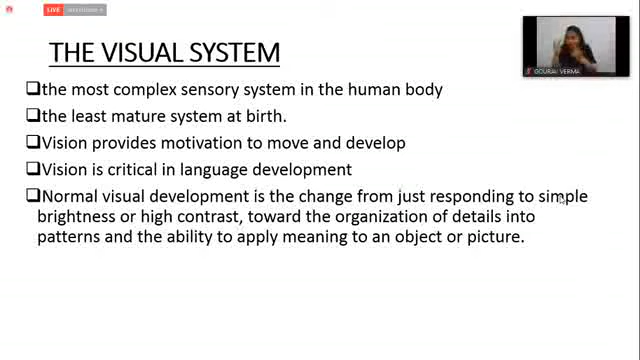 LIVE
GOURAV VERMA
THE VISUAL SYSTEM
the most complex sensory system in the human body
the least mature system at birth.
Vision provides motivation to move and develop
Vision is critical in language development
Normal visual development is the change from just responding to simple
brightness or high contrast, toward the organization of details into
patterns and the ability to apply meaning to an object or picture.